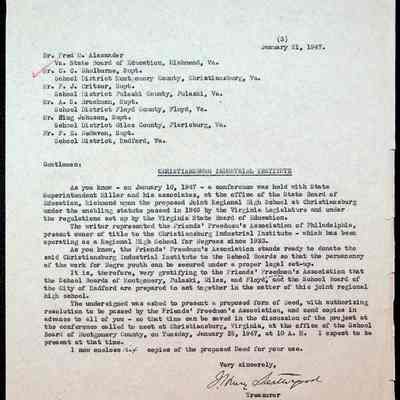 (3)
January 21, 1947.
Mr. Fred M. Alexander
Va. State Board of Education, Richmond, Va.
Mr. E. C. Shelburne, Supt.
School District Montgomery County, Christiansburg, Va.
Mr. F. J. Critzer, Supt.
School District Pulaski County, Pulaski, Va.
Mr. A. B. Supt.
School District Floyd County, Floyd, Va.
Mr. King Johnson, Supt.
School District Giles County, Pearisburg, Va.
Mr. F. E. Supt.
School District, Radford, Va.
Gentlemen:
CHRISTIANSBURG INDUSTRIAL INSTITUTE
As you know - on January 10, 1947 - a conference was held with State
Superintendent Miller and his associates, at the office of the State Board of
Education, Richmond upon the proposed Joint Regional High School at Christiansburg
under the enabling statutes passed in 1946 by the Virginia Legislature and under
the regulations set up by the Virginia State Board of Education.
The writer represented the Friends' Freedmen's Association of Philadelphia,
present owner of title to the Christiansburg Industrial Institute - which has been
operating as a Regional High School for Negroes since 1935.
As you know, the Friends' Freedmen's Association stands ready to donate the
said Christiansburg Industrial Institute to the School Boards so that the permanency
of the work for Negro youth can be assured under a proper legal set-up.
It is, therefore, very gratifying to the Friends' Freedmen's Association that
the School Boards of Montgomery, Pulaski, Giles, and Floyd, and the School Board of
the City of Radford are prepared to act together in the matter of this joint regional
high school.
The undersigned was asked to present a proposed form of Deed, with authorizing
resolution to be passed by the Friends' Freedmen's Association, and send copies in
advance to all of you - so that time can be saved in the discussion of the project at
the conference called to meet at Christiansburg, Virginia, at the office of the School
Board of Montgomery County, on Tuesday, January 28, 1947, at 10 A. M. I expect to be
present at that time.
I now enclose six copies of the proposed Deed for your use.
Very sincerely,
Treasurer